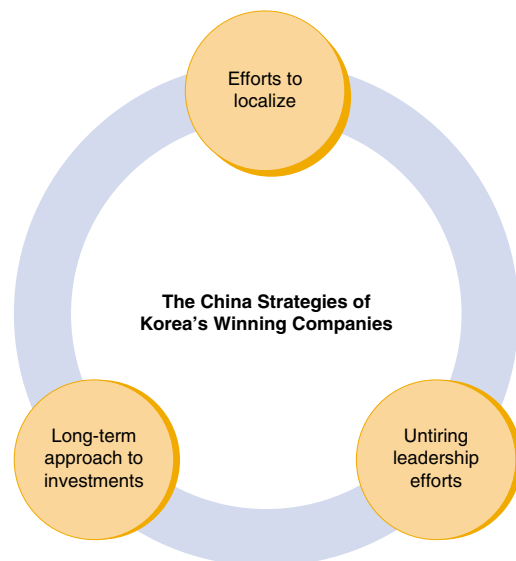 Efforts to
localize
The China Strategies of
Korea's Winning Companies
Long-term
approach to
investments
Untiring
leadership
efforts